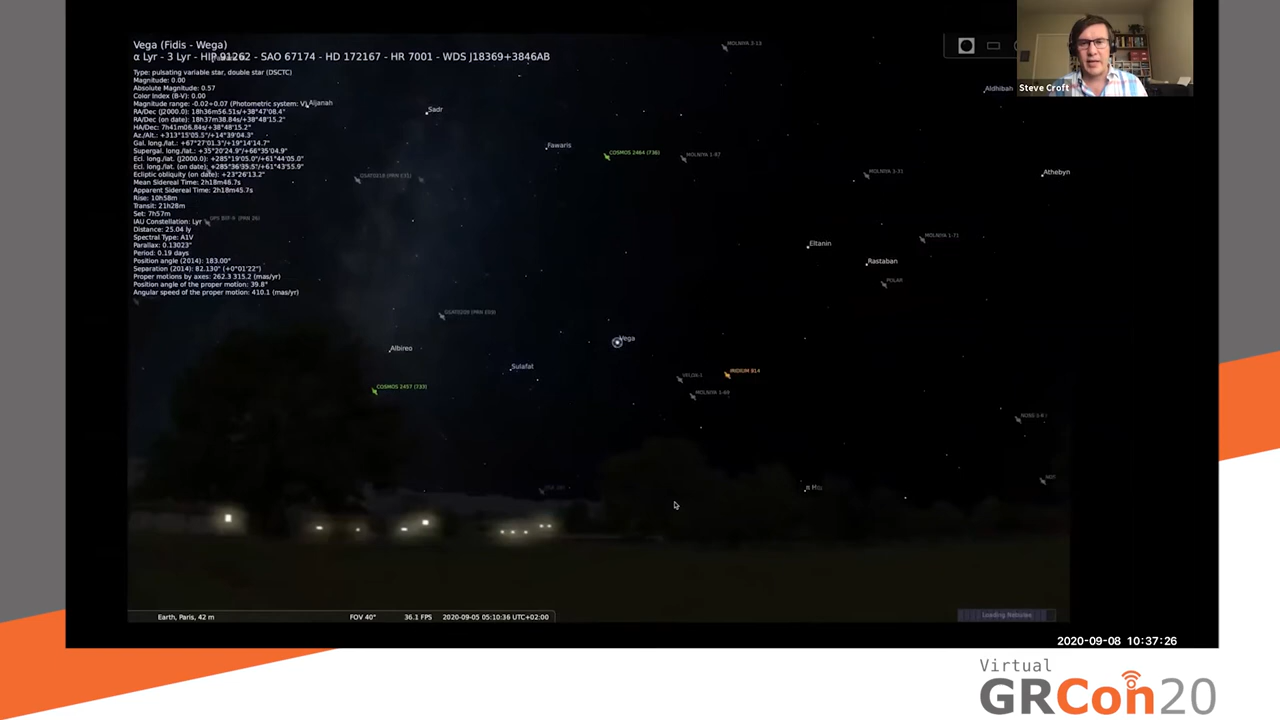 Vega (Fidis - Wega)
α Lyr - 3 Lyr - HIP 91262 - SAO 67174 - HD 172167 - HR 7001 - WDS J18369+3846AB
Type: pulsating variable star, double star (DSCTC)
Magnitude: 0.00
Absolute Magnitude: 0.57
Color Index (B-V): 0.00
Magnitude range: -0.02÷0.07 (Photometric system: V)
RA/Dec (J2000.0): 18h36m56.51s/+38°47'08.4"
RA/Dec (on date): 18h37m38.84s/+38°48'15.2"
HA/Dec: 7h41m06.84s/+38°48'15.2"
Az./Alt.: +313°15'05.5"/+14°39'04.3"
Gal. long./lat.: +67°27'01.3"/+19°14'14.7"
Supergal. long./lat.: +35°20'24.9"/+66°35'04.9"
Ecl. long./lat. (J2000.0): +285°19'05.0"/+61°44'05.0"
Ecl. long./lat. (on date): +285°36'35.5"/+61°43'55.9"
Ecliptic obliquity (on date): +23°26'13.2"
Mean Sidereal Time: 2h18m46.7s
Apparent Sidereal Time: 2h18m45.7s
Rise: 10h58m
Transit: 21h28m
Set: 7h57m
IAU Constellation: Lyr
Distance: 25.04 ly
Spectral Type: A1V
Parallax: 0.13023"
Period: 0.19 days
Position angle (2014): 183.00°
Separation (2014): 82.130" (+0°01'22")
Proper motions by axes: 262.3 315.2 (mas/yr)
Position angle of the proper motion: 39.8°
Angular speed of the proper motion: 410.1 (mas/yr)
MOLNIYA 3-13
Steve Croft
Aldhibah
Aljanah
Sadr
Fawaris
COSMOS 2464 (736)
MOLNIYA 1-87
Athebyn
Eltanin
MOLNIYA 1-71
Rastaban
POLAR
Vega
Albireo
Sulafat
IRIDIUM 914
COSMOS 2457 (733)
Earth, Paris, 42 m
FOV 40°
36.1 FPS
2020-09-05 05:10:36 UTC+02:00
2020-09-08 10:37:26
Virtual
GRCon20